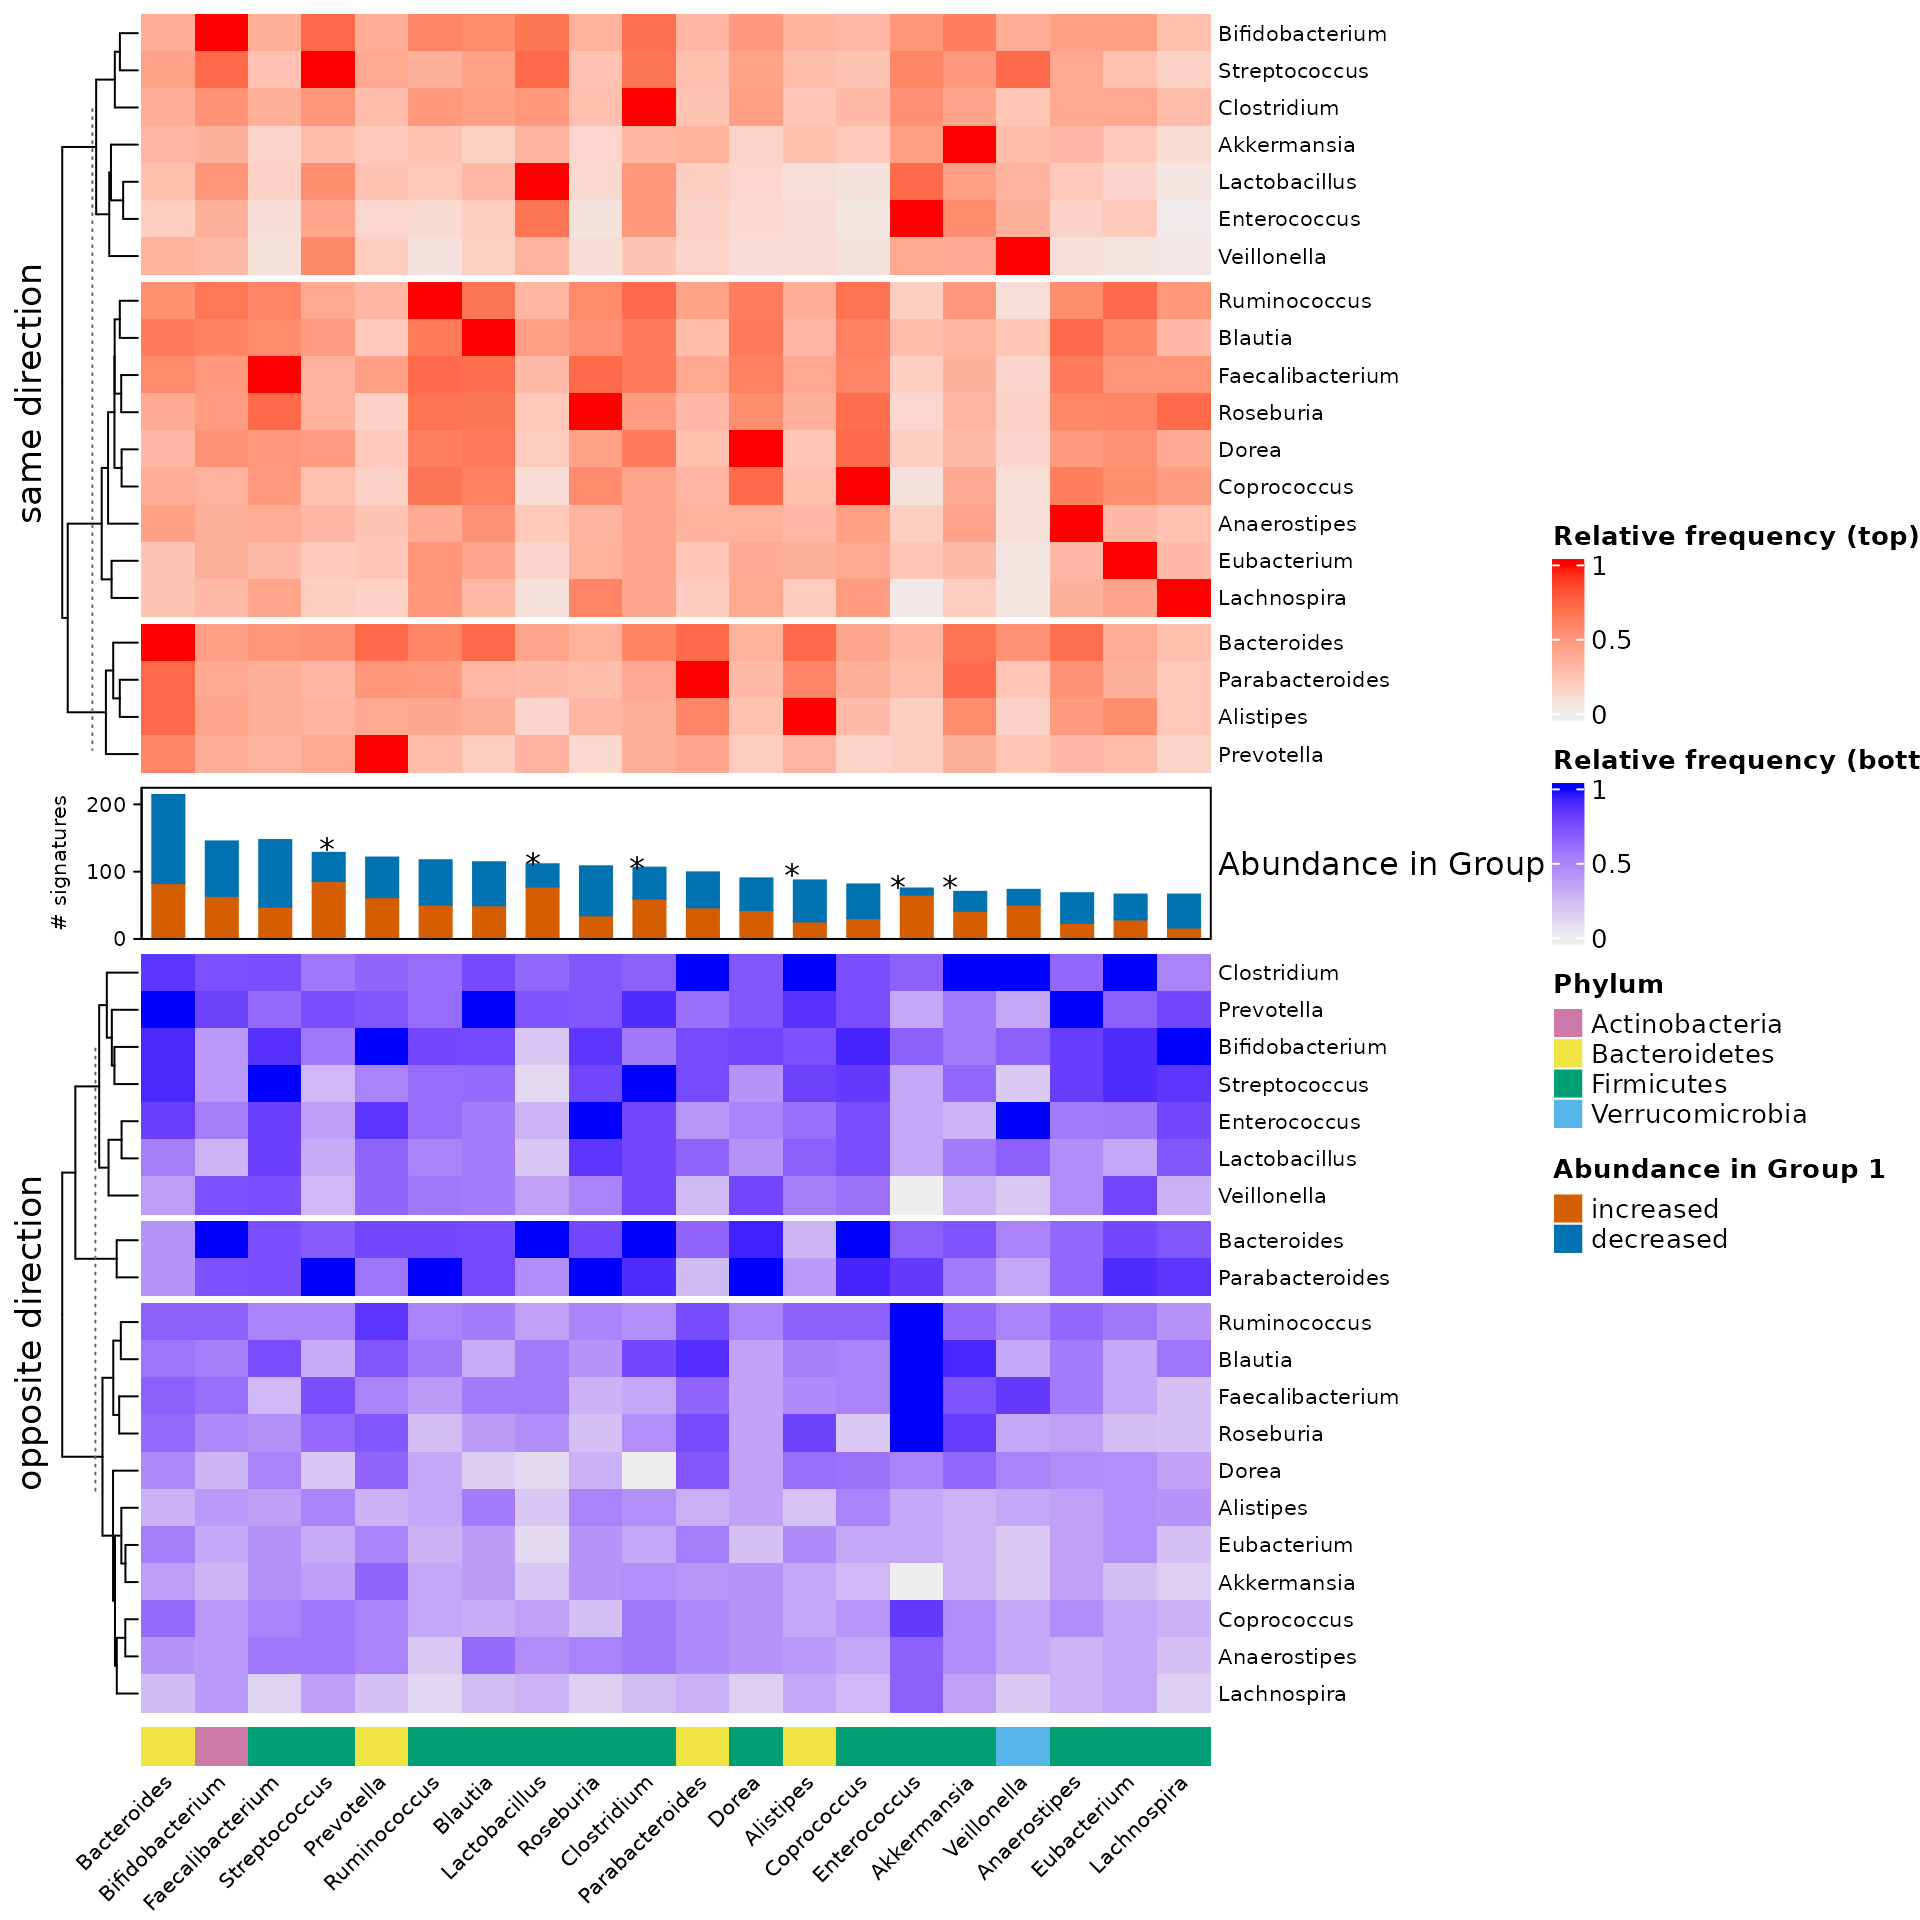 same direction
Bifidobacterium
Streptococcus
Clostridium
Akkermansia
Lactobacillus
Enterococcus
Veillonella
Ruminococcus
Blautia
Faecalibacterium
Roseburia
Dorea
Coprococcus
Anaerostipes
Eubacterium
Lachnospira
Bacteroides
Parabacteroides
Alistipes
Prevotella
# signatures
200
100
0
*
*
*
*
*
*
Abundance in Group
opposite direction
Clostridium
Prevotella
Bifidobacterium
Streptococcus
Enterococcus
Lactobacillus
Veillonella
Bacteroides
Parabacteroides
Ruminococcus
Blautia
Faecalibacterium
Roseburia
Dorea
Alistipes
Eubacterium
Akkermansia
Coprococcus
Anaerostipes
Lachnospira
Bacteroides
Bifidobacterium
Faecalibacterium
Streptococcus
Prevotella
Ruminococcus
Blautia
Lactobacillus
Roseburia
Clostridium
Parabacteroides
Dorea
Alistipes
Coprococcus
Enterococcus
Akkermansia
Veillonella
Anaerostipes
Eubacterium
Lachnospira
Relative frequency (top)
1
0.5
0
Relative frequency (bott
1
0.5
0
Phylum
Actinobacteria
Bacteroidetes
Firmicutes
Verrucomicrobia
Abundance in Group 1
increased
decreased